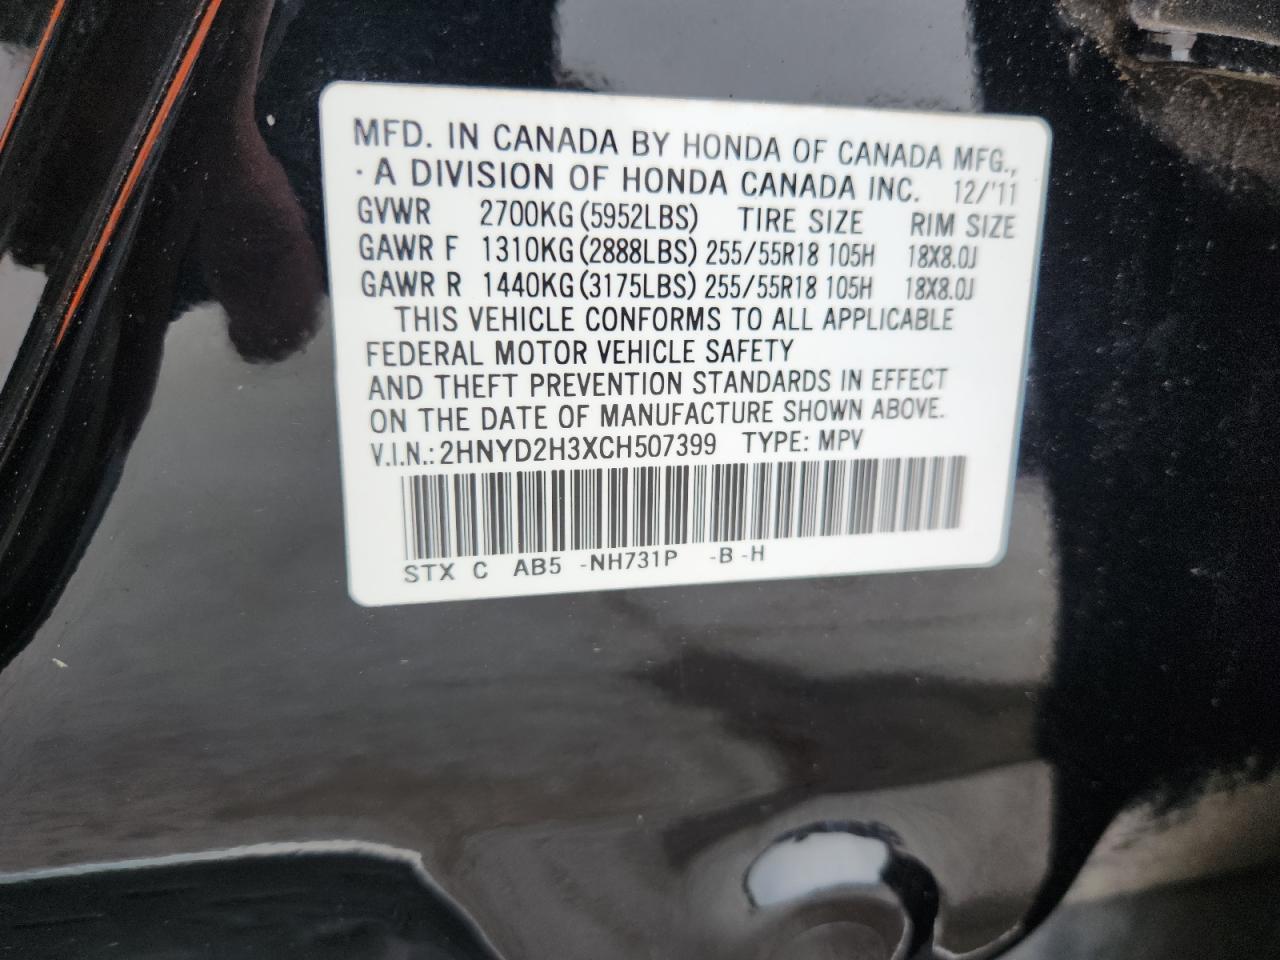 MFD. IN CANADA BY HONDA OF CANADA MFG.,
· A DIVISION OF HONDA CANADA INC. 12/'11
GVWR 2700KG (5952LBS) TIRE SIZE RIM SIZE
GAWR F 1310KG (2888LBS) 255/55R18 105H 18X8.0J
GAWR R 1440KG (3175LBS) 255/55R18 105H 18X8.0J
THIS VEHICLE CONFORMS TO ALL APPLICABLE
FEDERAL MOTOR VEHICLE SAFETY
AND THEFT PREVENTION STANDARDS IN EFFECT
ON THE DATE OF MANUFACTURE SHOWN ABOVE.
V.I.N.: 2HNYD2H3XCH507399 TYPE: MPV
STX C AB5 -NH731P -B -H